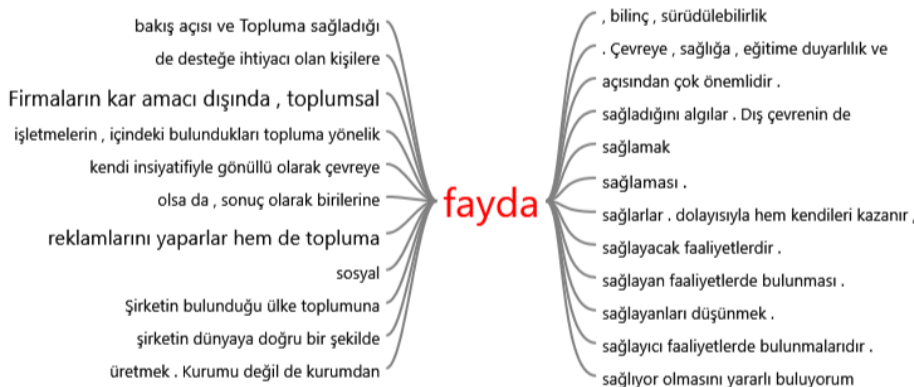 bakış açısı ve Topluma sağladığı
de desteğe ihtiyacı olan kişilere
Firmaların kar amacı dışında , toplumsal
işletmelerin , içindeki bulundukları topluma yönelik
kendi insiyatifiyle gönüllü olarak çevreye
olsa da , sonuç olarak birilerine
reklamlarını yaparlar hem de topluma
sosyal
Şirketin bulunduğu ülke toplumuna
şirketin dünyaya doğru bir şekilde
üretmek . Kurumu değil de kurumdan
fayda
, bilinç , sürüdülebilirlik
. Çevreye , sağlığa , eğitime duyarlılık ve
açısından çok önemlidir .
sağladığını algılar . Dış çevrenin de
sağlamak
sağlaması .
sağlarlar . dolayısıyla hem kendileri kazanır ,
sağlayacak faaliyetlerdir .
sağlayan faaliyetlerde bulunması .
sağlayanları düşünmek .
sağlayıcı faaliyetlerde bulunmalarıdır .
sağlıyor olmasını yararlı buluyorum